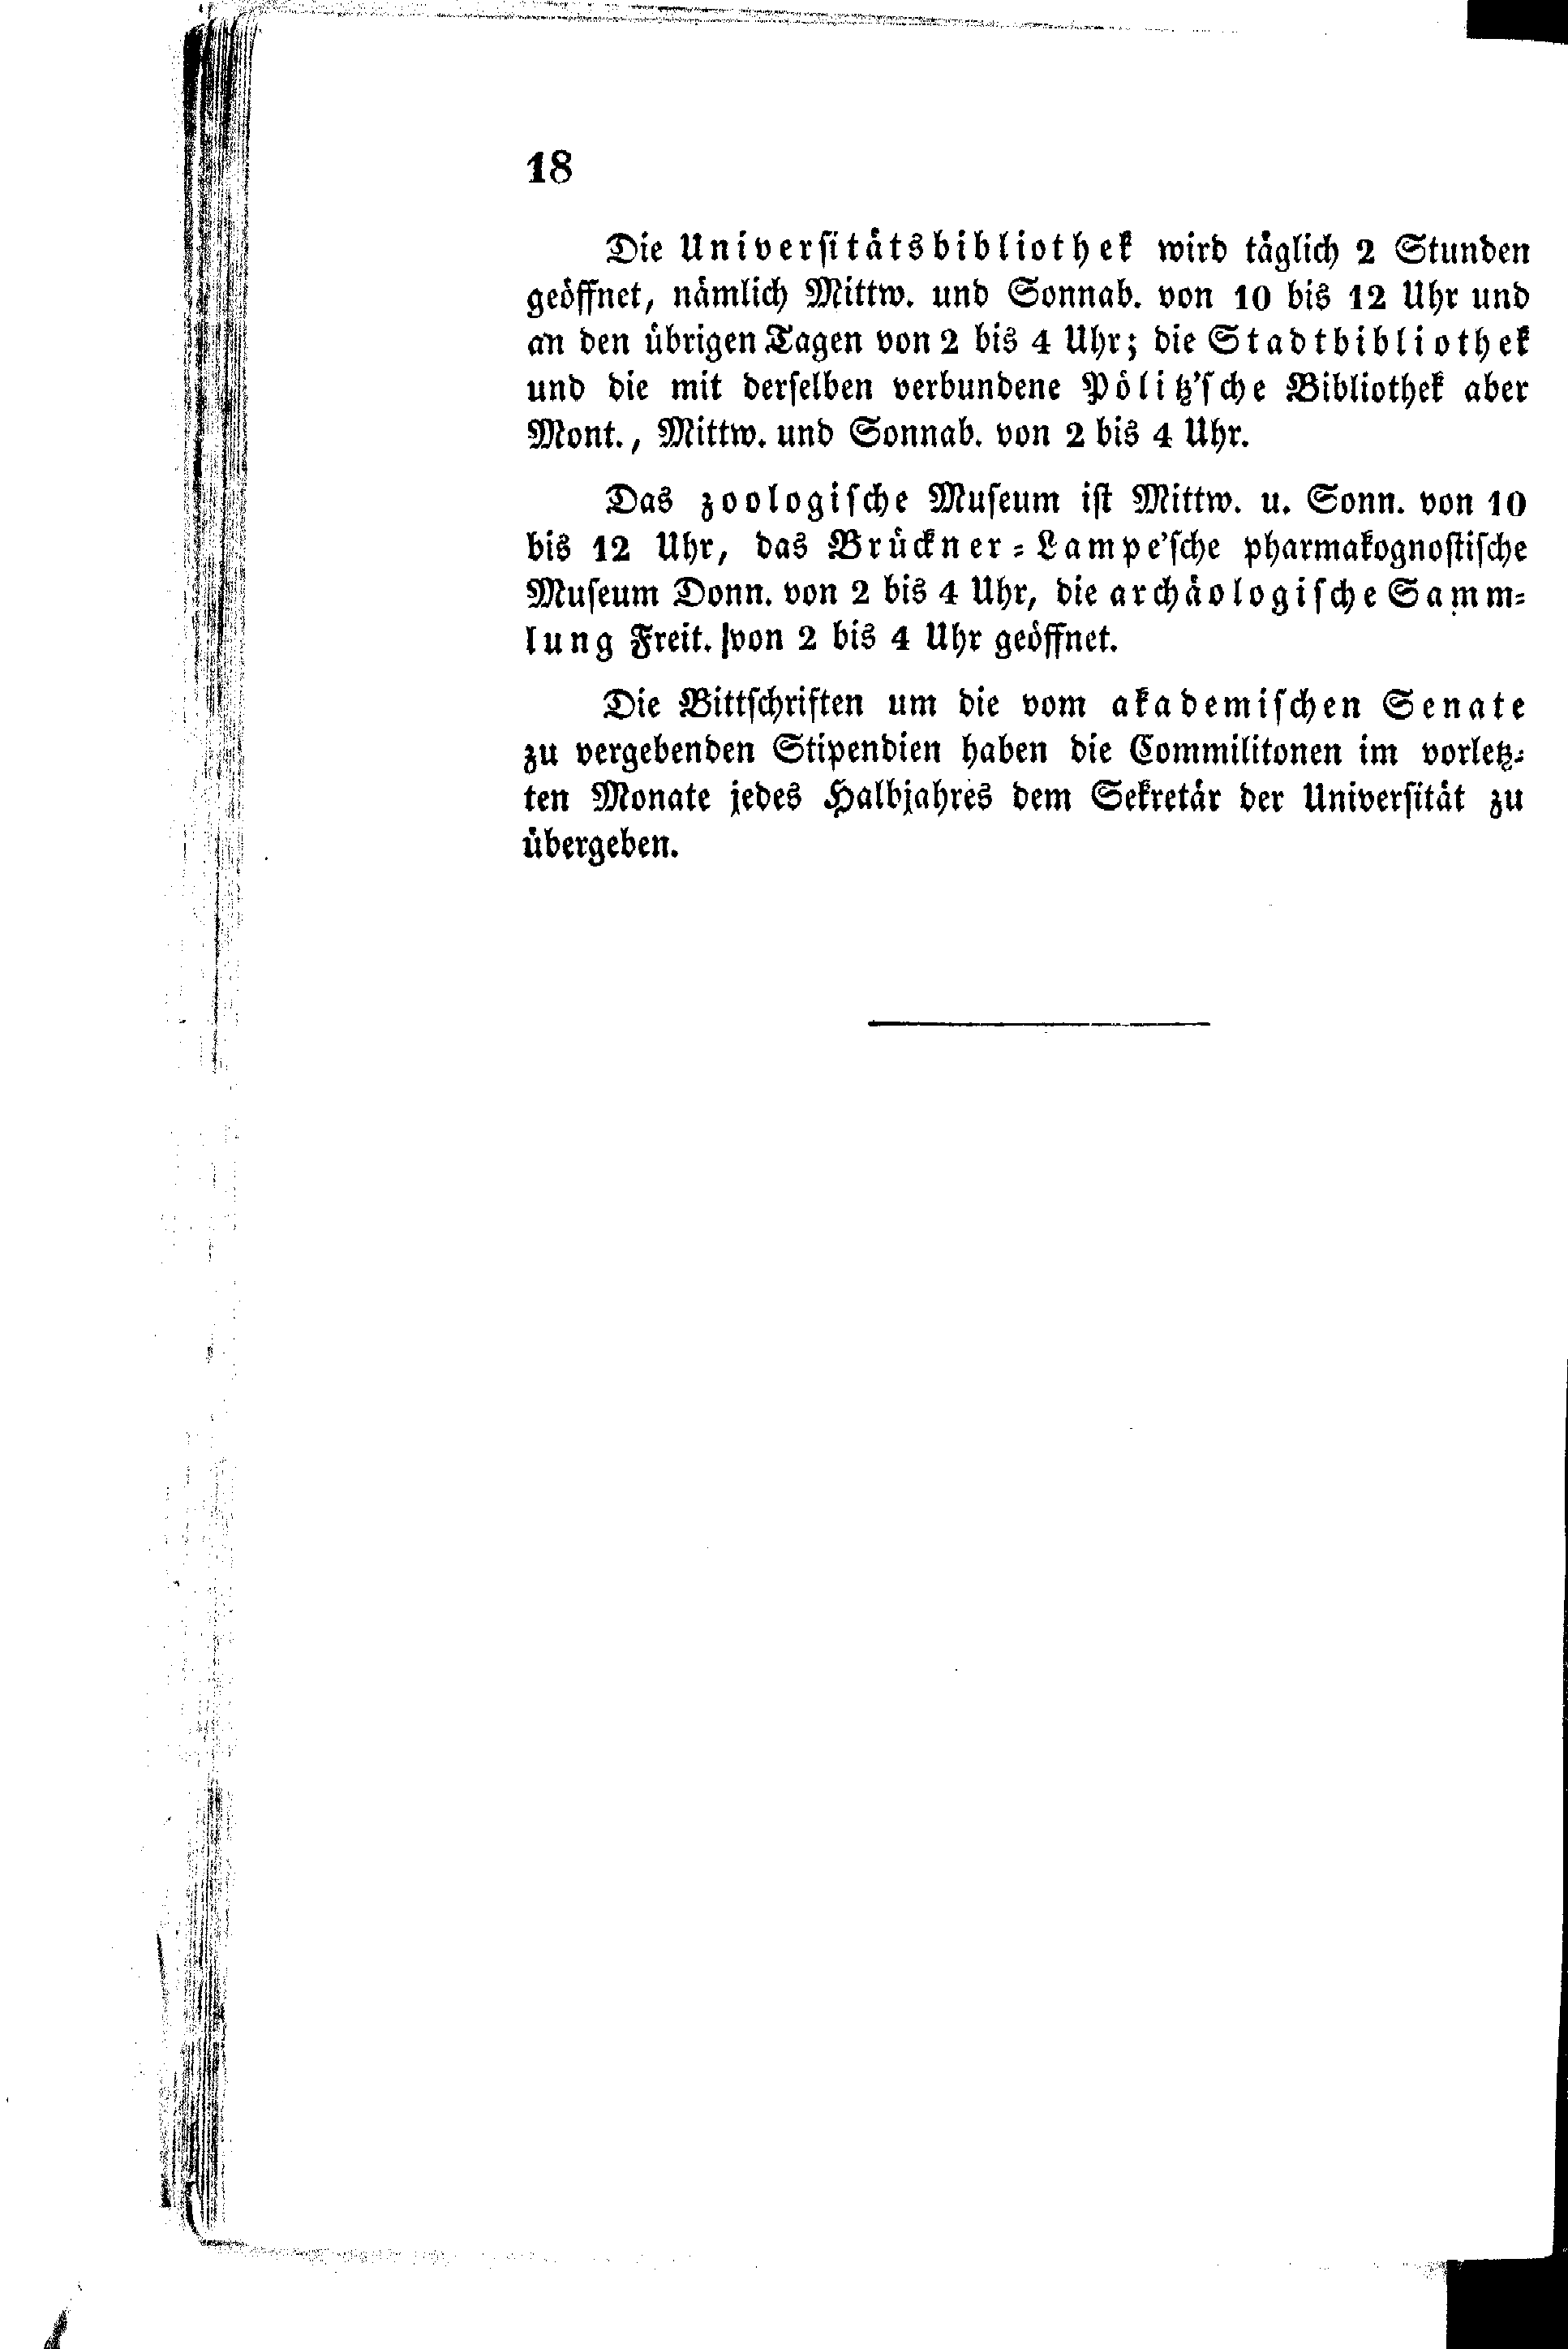 18
Die Universitätsbibliothek wird täglich 2 Stunden
geöffnet, nämlich Mittw. und Sonnab. von 10 bis 12 Uhr und
an den übrigen Tagen von 2 bis 4 Uhr; die Stadtbibliothek
und die mit derselben verbundene Pölitz'sche Bibliothek aber
Mont., Mittw. und Sonnab. von 2 bis 4 Uhr.
Das zoologische Museum ist Mittw. u. Sonn. von 10
bis 12 Uhr, das Brückner-Lampe'sche pharmakognostische
Museum Donn. von 2 bis 4 Uhr, die archäologische Samm-
lung Freit. von 2 bis 4 Uhr geöffnet.
Die Bittschriften um die vom akademischen Senate
zu vergebenden Stipendien haben die Commilitonen im vorletz-
ten Monate jedes Halbjahres dem Sekretär der Universität zu
übergeben.